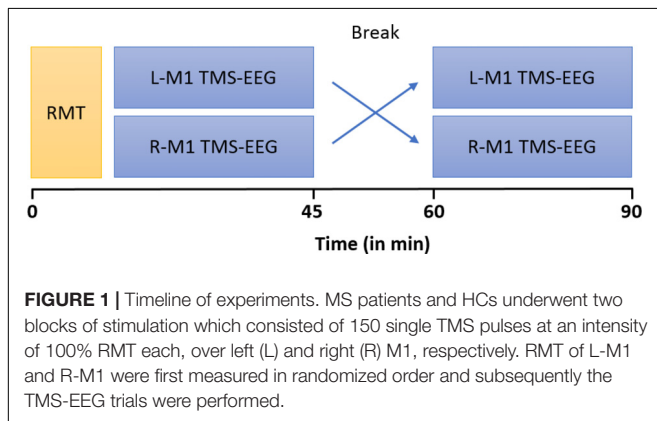 Break
L-M1 TMS-EEG
L-M1 TMS-EEG
RMT
R-M1 TMS-EEG
R-M1 TMS-EEG
0
45
60
90
Time (in min)
FIGURE 1 | Timeline of experiments. MS patients and HCs underwent two
blocks of stimulation which consisted of 150 single TMS pulses at an intensity
of 100% RMT each, over left (L) and right (R) M1, respectively. RMT of L-M1
and R-M1 were first measured in randomized order and subsequently the
TMS-EEG trials were performed.